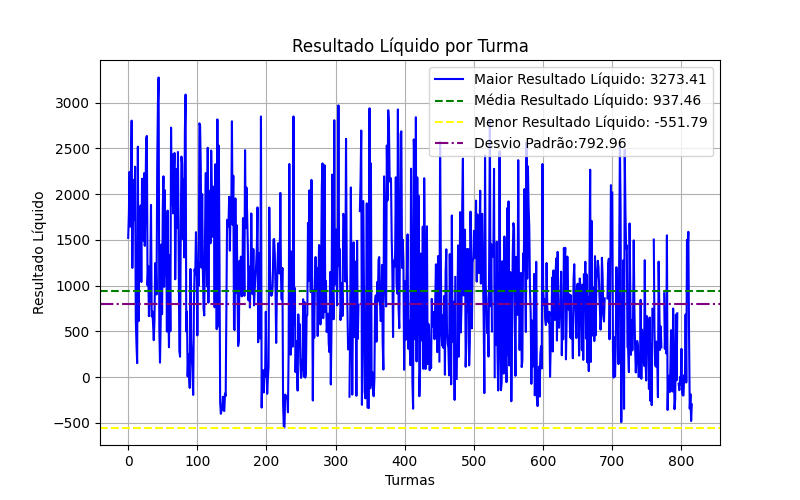 Resultado Líquido por Turma
Maior Resultado Líquido: 3273.41
Média Resultado Líquido: 937.46
Menor Resultado Líquido: -551.79
Desvio Padrão:792.96
Resultado Líquido
3000
2500
2000
1500
1000
500
0
−500
0 100 200 300 400 500 600 700 800
Turmas